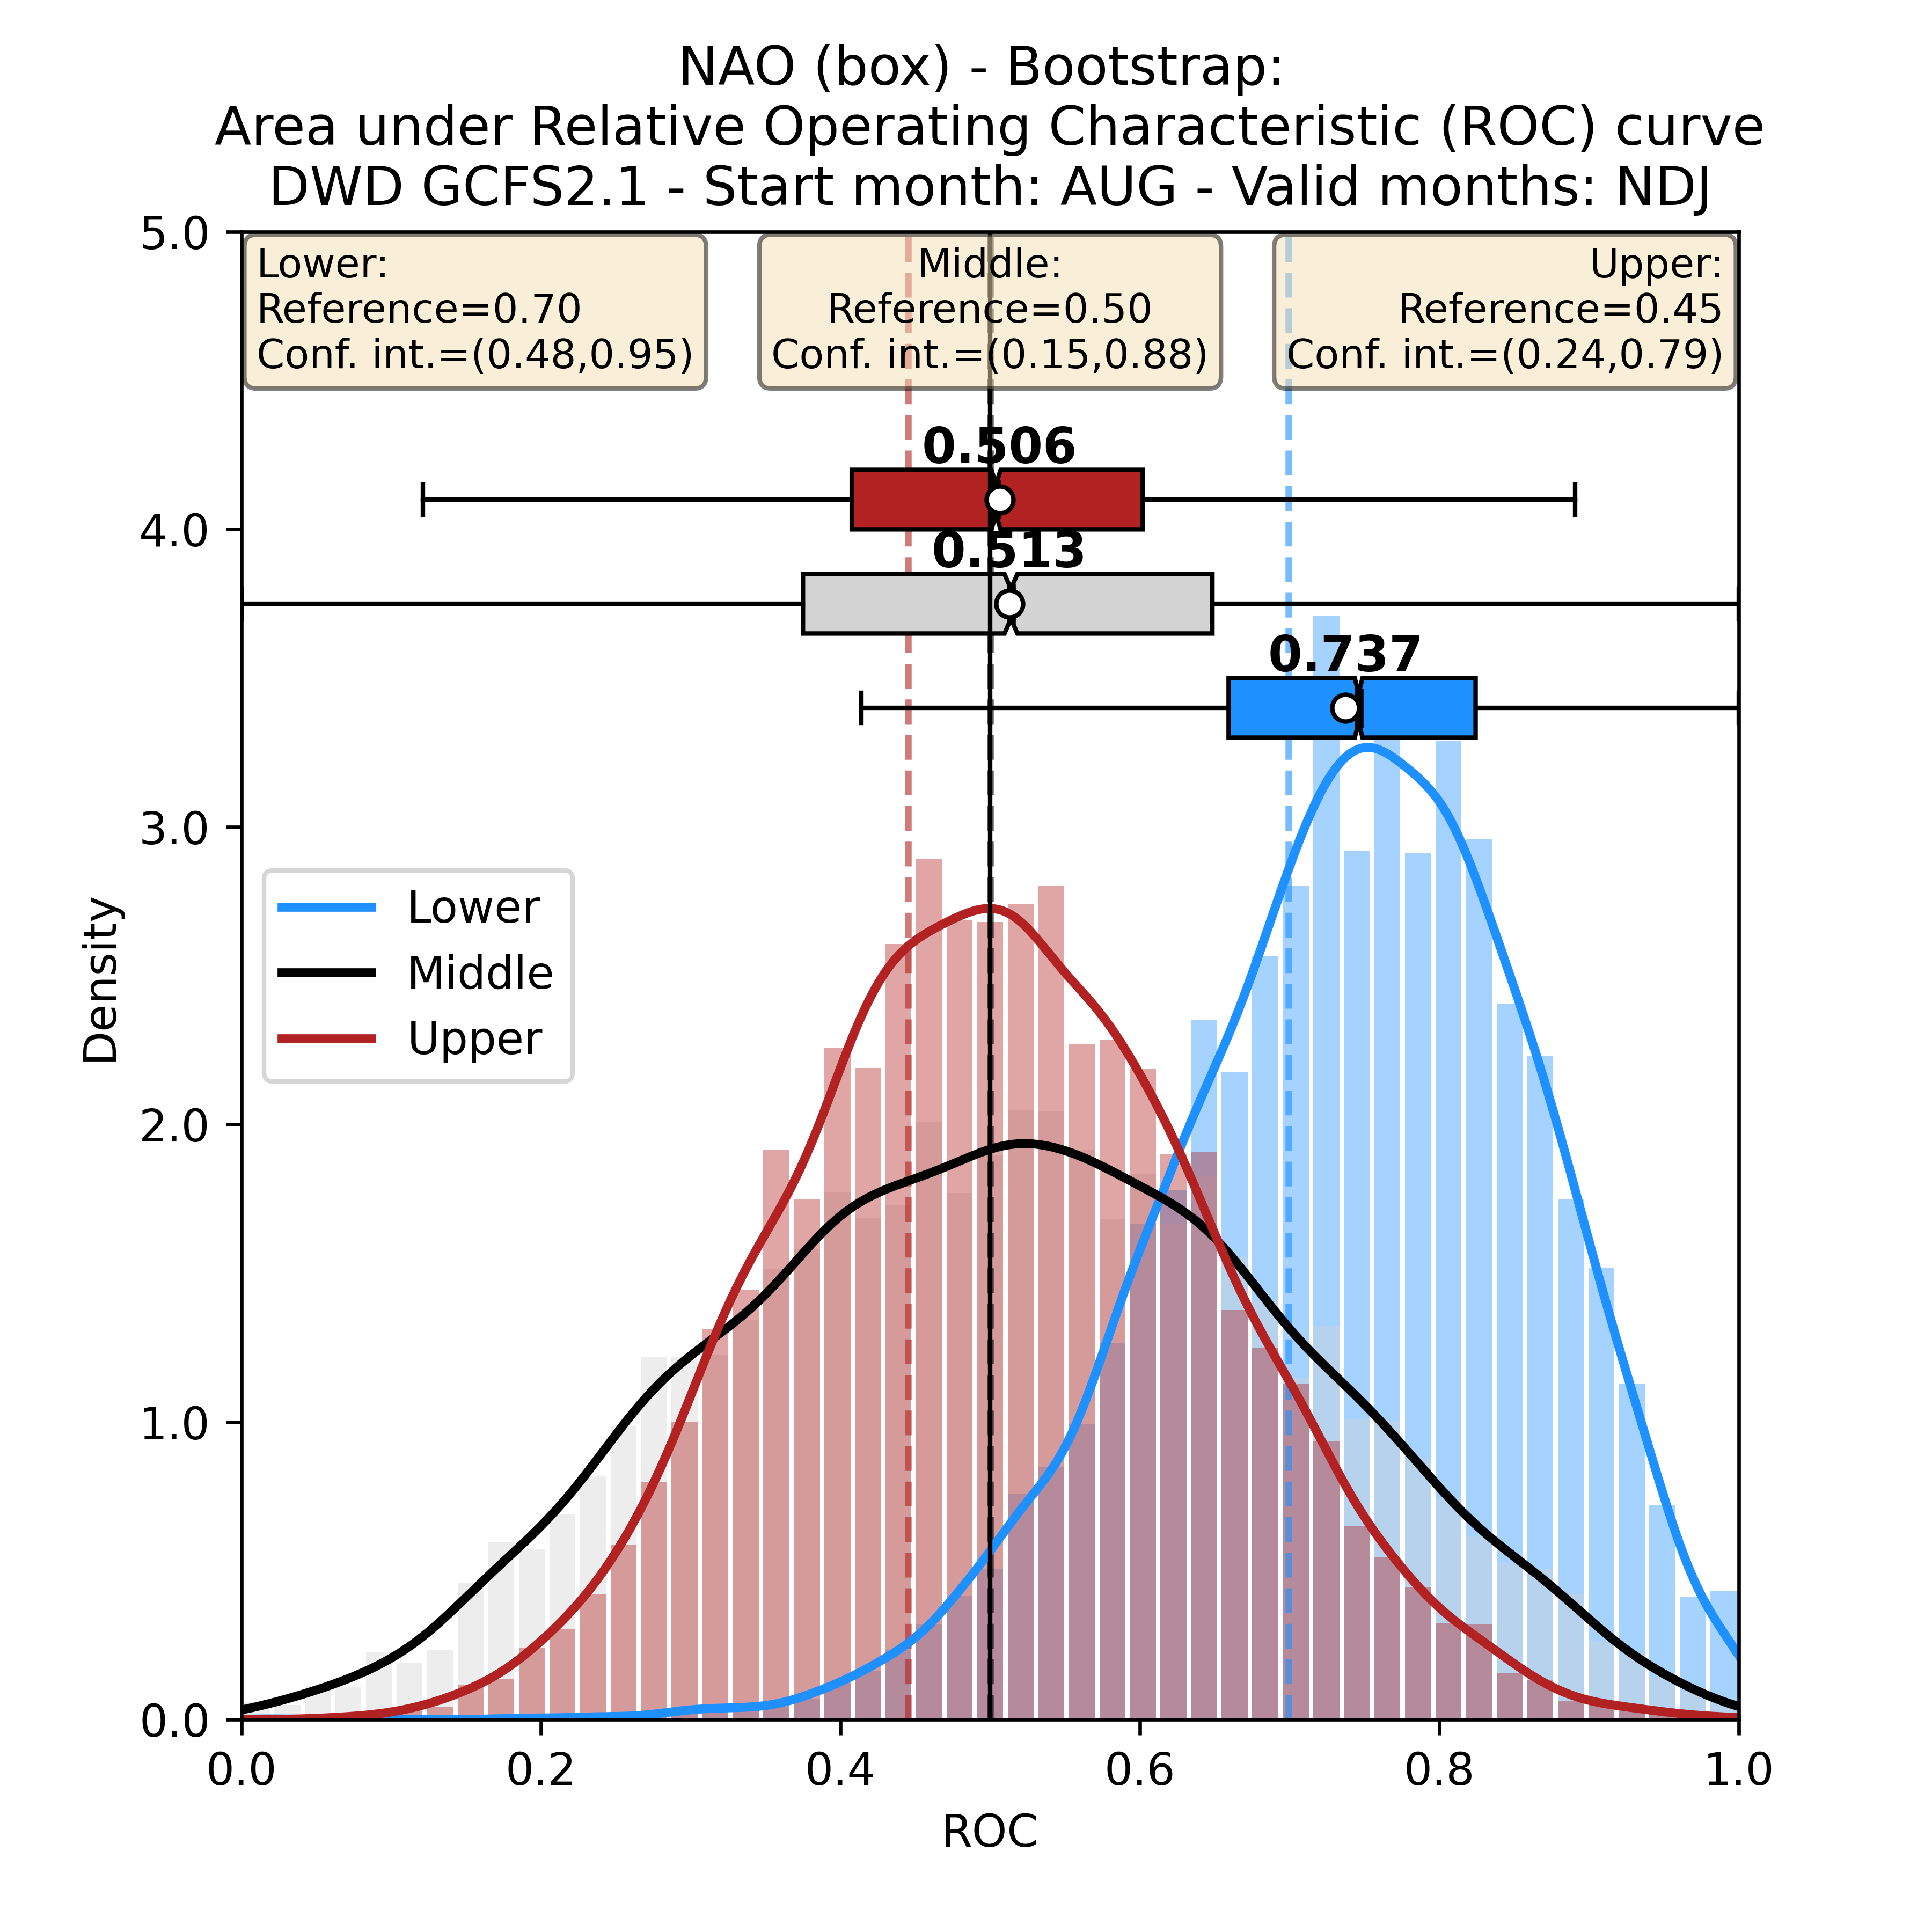 NAO (box) - Bootstrap:
Area under Relative Operating Characteristic (ROC) curve
DWD GCFS2.1 - Start month: AUG - Valid months: NDJ
Lower:
Reference=0.70
Conf. int.=(0.48,0.95)
Middle:
Reference=0.50
Conf. int.=(0.15,0.88)
Upper:
Reference=0.45
Conf. int.=(0.24,0.79)
0.506
0.513
0.737
Lower
Middle
Upper
Density
5.0
4.0
3.0
2.0
1.0
0.0
0.0 0.2 0.4 0.6 0.8 1.0
ROC